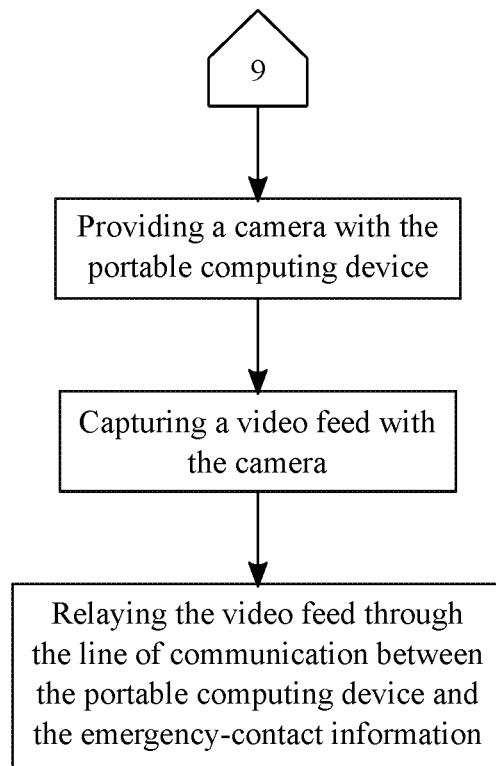 9
Providing a camera with the
portable computing device
Capturing a video feed with
the camera
Relaying the video feed through
the line of communication between
the portable computing device and
the emergency-contact information